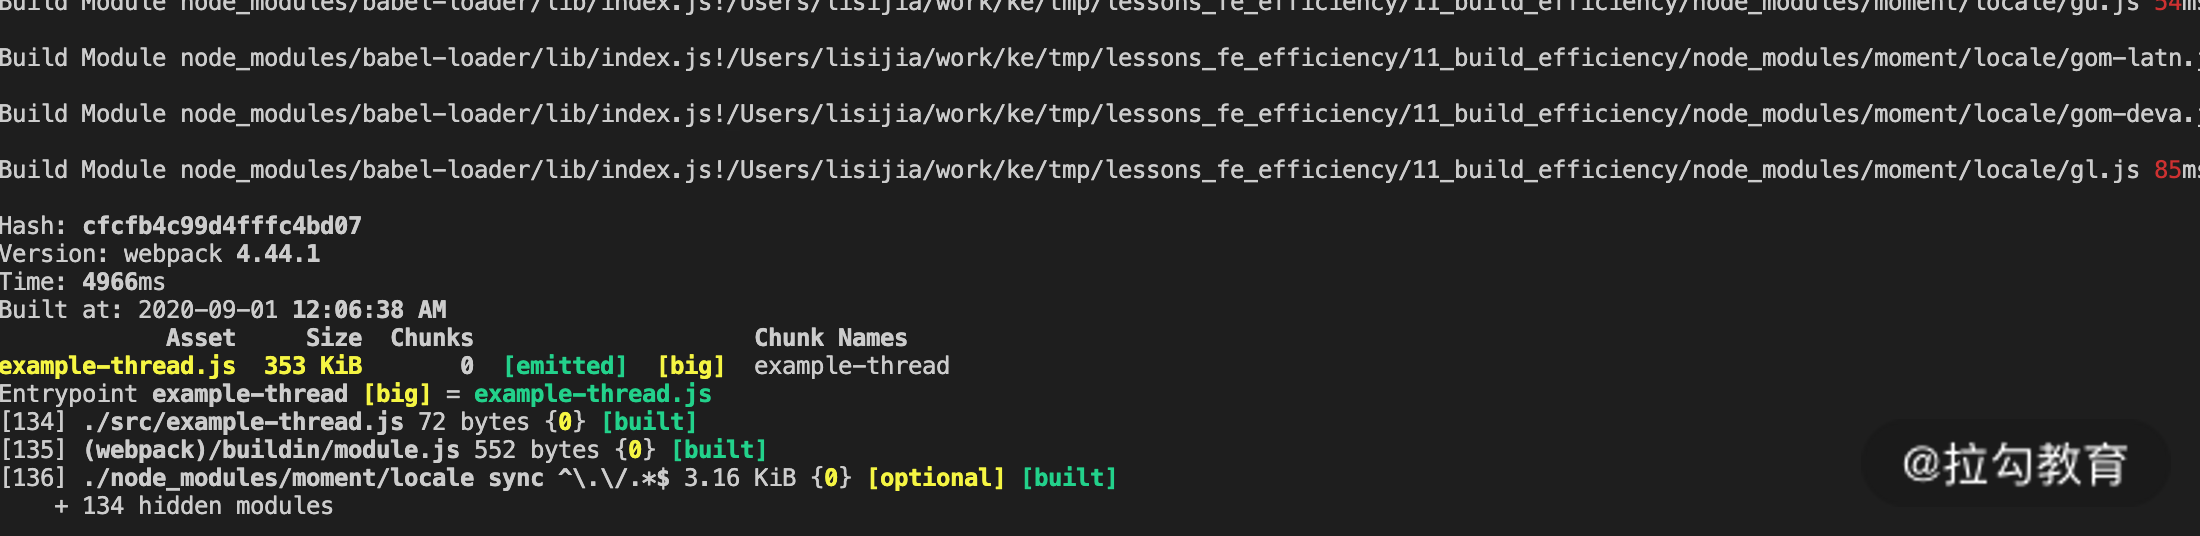 Build Module node_modules/babel-loader/lib/index.js!/Users/lisijia/work/ke/tmp/lessons_fe_efficiency/11_build_efficiency/node_modules/moment/locale/gu.js 54ms
Build Module node_modules/babel-loader/lib/index.js!/Users/lisijia/work/ke/tmp/lessons_fe_efficiency/11_build_efficiency/node_modules/moment/locale/gom-latn.j
Build Module node_modules/babel-loader/lib/index.js!/Users/lisijia/work/ke/tmp/lessons_fe_efficiency/11_build_efficiency/node_modules/moment/locale/gom-deva.j
Build Module node_modules/babel-loader/lib/index.js!/Users/lisijia/work/ke/tmp/lessons_fe_efficiency/11_build_efficiency/node_modules/moment/locale/gl.js 85ms
Hash: cfcfb4c99d4fffc4bd07
Version: webpack 4.44.1
Time: 4966ms
Built at: 2020-09-01 12:06:38 AM
Asset Size Chunks Chunk Names
example-thread.js 353 KiB 0 [emitted] [big] example-thread
Entrypoint example-thread [big] = example-thread.js
[134] ./src/example-thread.js 72 bytes {0} [built]
[135] (webpack)/buildin/module.js 552 bytes {0} [built]
[136] ./node_modules/moment/locale sync ^\.\/.*$ 3.16 KiB {0} [optional] [built]
+ 134 hidden modules
@拉勾教育